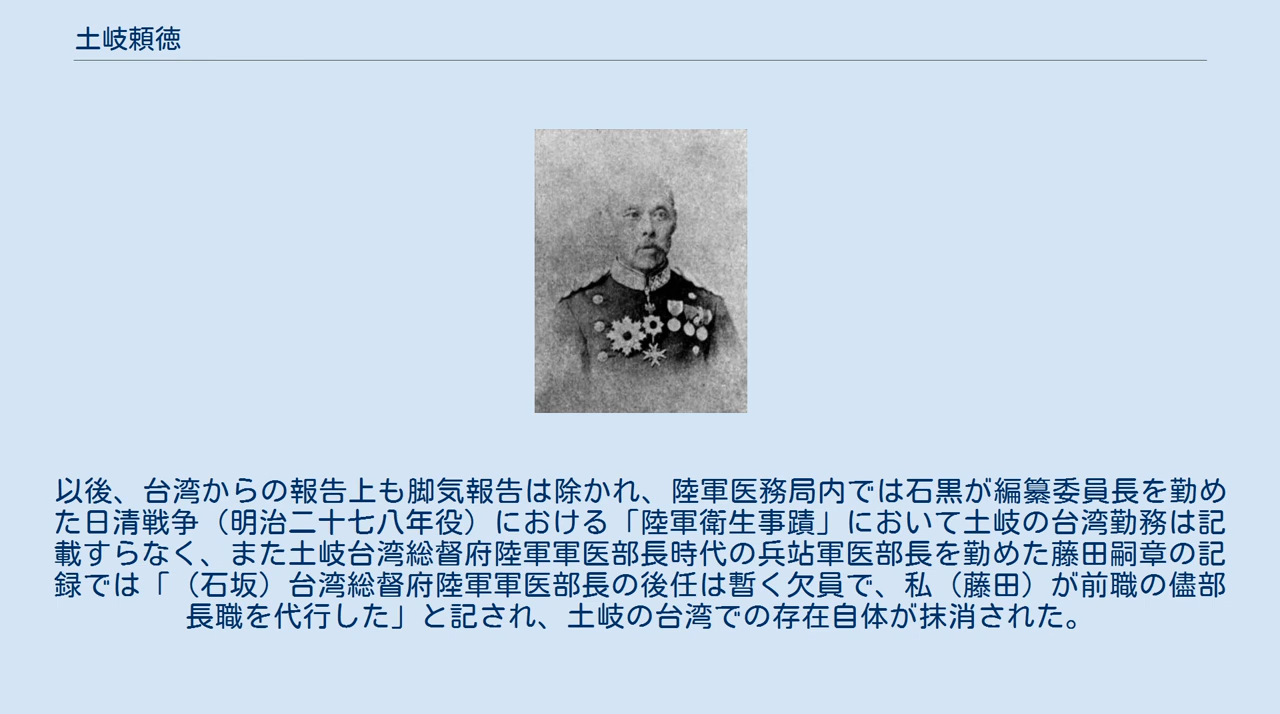 土岐頼徳
以後、台湾からの報告上も脚気報告は除かれ、陸軍医務局内では石黒が編纂委員長を勤め
た日清戦争（明治二十七八年役）における「陸軍衛生事蹟」において土岐の台湾勤務は記
載すらなく、また土岐台湾総督府陸軍軍医部長時代の兵站軍医部長を勤めた藤田嗣章の記
録では「（石坂）台湾総督府陸軍軍医部長の後任は暫く欠員で、私（藤田）が前職の儘部
長職を代行した」と記され、土岐の台湾での存在自体が抹消された。